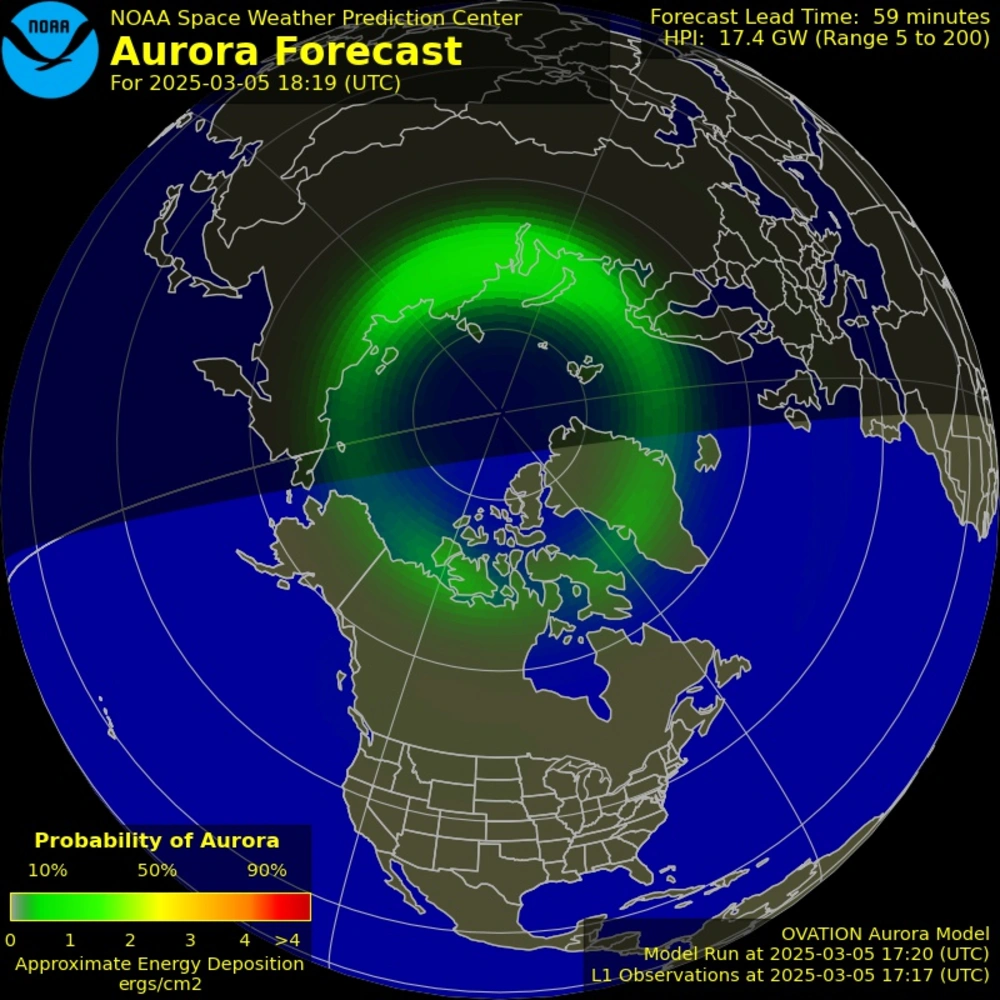 NOAA
NOAA Space Weather Prediction Center
Aurora Forecast
For 2025-03-05 18:19 (UTC)
Forecast Lead Time: 59 minutes
HPI: 17.4 GW (Range 5 to 200)
Probability of Aurora
10% 50% 90%
0 1 2 3 4 >4
Approximate Energy Deposition
ergs/cm2
OVATION Aurora Model
Model Run at 2025-03-05 17:20 (UTC)
L1 Observations at 2025-03-05 17:17 (UTC)